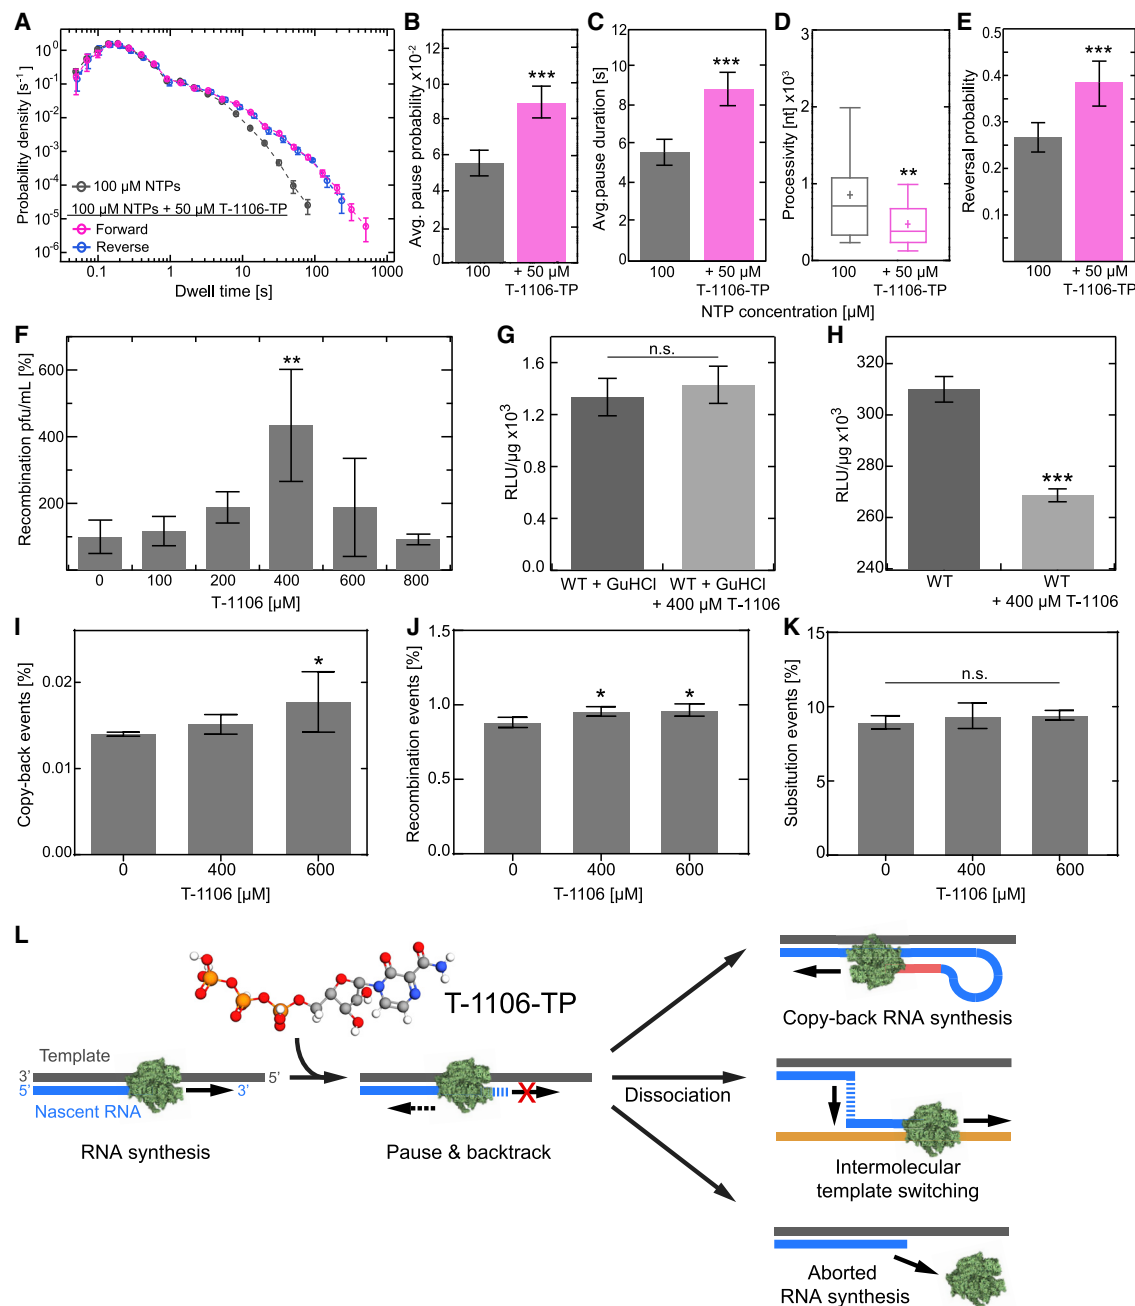 A
Probability density [s⁻¹]
10⁰
10⁻¹
10⁻²
10⁻³
10⁻⁴
10⁻⁵
10⁻⁶
100 µM NTPs
100 µM NTPs + 50 µM T-1106-TP
Forward
Reverse
0.1
1
10
100
1000
Dwell time [s]
B
Avg. pause probability x10⁻²
12
10
8
6
4
2
0
***
100
+ 50 µM
T-1106-TP
C
Avg. pause duration [s]
12
10
8
6
4
2
0
***
100
+ 50 µM
T-1106-TP
D
Processivity [nt] x10³
3
2
1
0
**
100
+ 50 µM
T-1106-TP
NTP concentration [µM]
E
Reversal probability
0.5
0.4
0.3
0.2
0.1
***
100
+ 50 µM
T-1106-TP
F
Recombination pfu/mL [%]
600
400
200
**
0
100
200
400
600
800
T-1106 [µM]
G
RLU/µg x10³
1.6
1.2
0.8
0.4
0
n.s.
WT + GuHCl
WT + GuHCl
+ 400 µM T-1106
H
RLU/µg x10³
310
290
270
260
240
***
WT
WT
+ 400 µM T-1106
I
Copy-back events [%]
0.02
0.01
0.00
*
0
400
600
T-1106 [µM]
J
Recombination events [%]
1.5
1.0
0.5
0.0
*
*
0
400
600
T-1106 [µM]
K
Subsitution events [%]
15
10
5
0
n.s.
0
400
600
T-1106 [µM]
L
T-1106-TP
Template
3'
5'
5'
3'
Nascent RNA
RNA synthesis
Pause & backtrack
Dissociation
Copy-back RNA synthesis
Intermolecular
template switching
Aborted
RNA synthesis